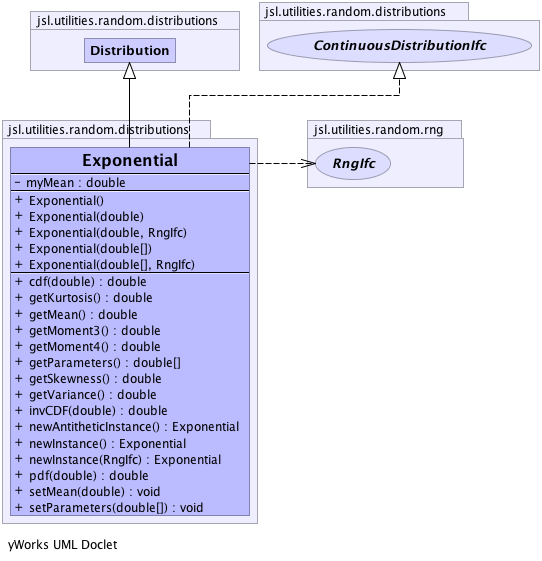 jsl.utilities.random.distributions
Distribution
jsl.utilities.random.distributions
ContinuousDistributionIfc
jsl.utilities.random.distributions
Exponential
- myMean : double
+ Exponential()
+ Exponential(double)
+ Exponential(double, RngIfc)
+ Exponential(double[])
+ Exponential(double[], RngIfc)
+ cdf(double) : double
+ getKurtosis() : double
+ getMean() : double
+ getMoment3() : double
+ getMoment4() : double
+ getParameters() : double[]
+ getSkewness() : double
+ getVariance() : double
+ invCDF(double) : double
+ newAntitheticInstance() : Exponential
+ newInstance() : Exponential
+ newInstance(RngIfc) : Exponential
+ pdf(double) : double
+ setMean(double) : void
+ setParameters(double[]) : void
jsl.utilities.random.rng
RngIfc
yWorks UML Doclet